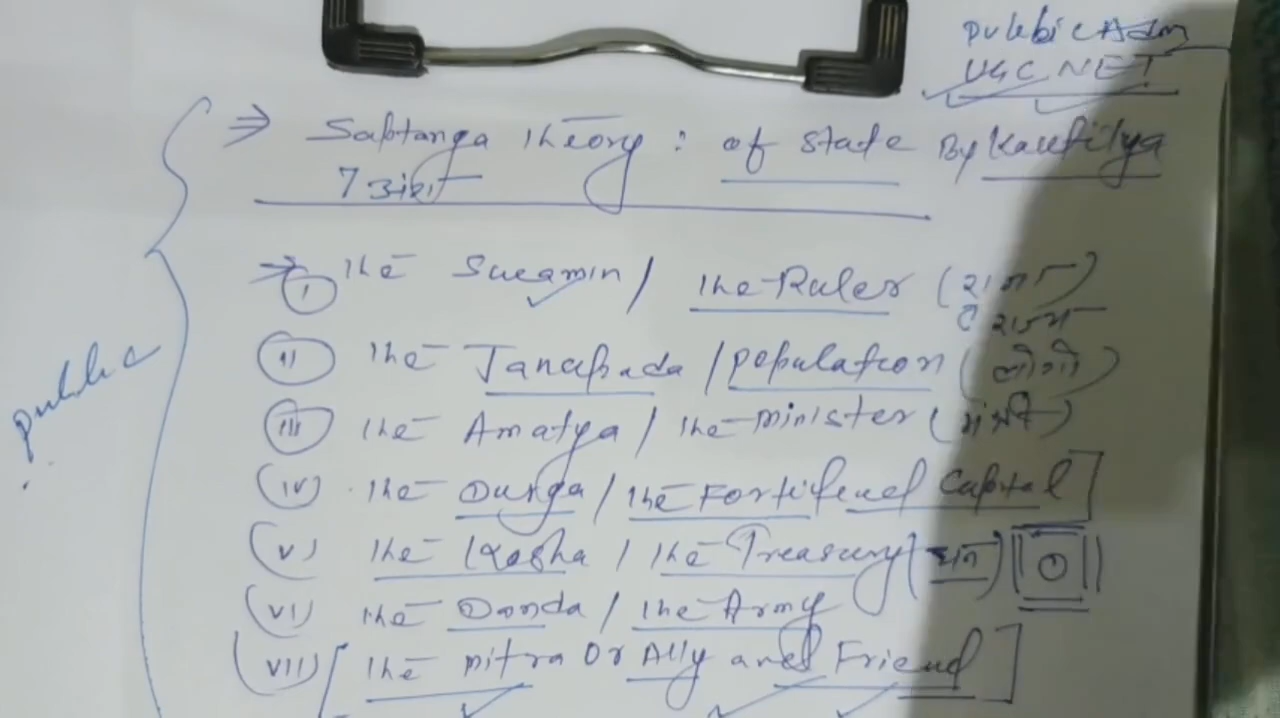 Public Adm
UGC NET
⇒ Saptanga Theory : of State By Kautilya
7 अंग
→ (i) The Swamin / The Ruler (राजा)
(ii) The Janapada / Population (लोगो)
(iii) The Amatya / The Minister (मंत्री)
(iv) The Durga / The Fortified Capital]
(v) The Kosha / The Treasury (धन)
(vi) The Danda / The Army
(vii) [The Mitra Or Ally and Friend]
public